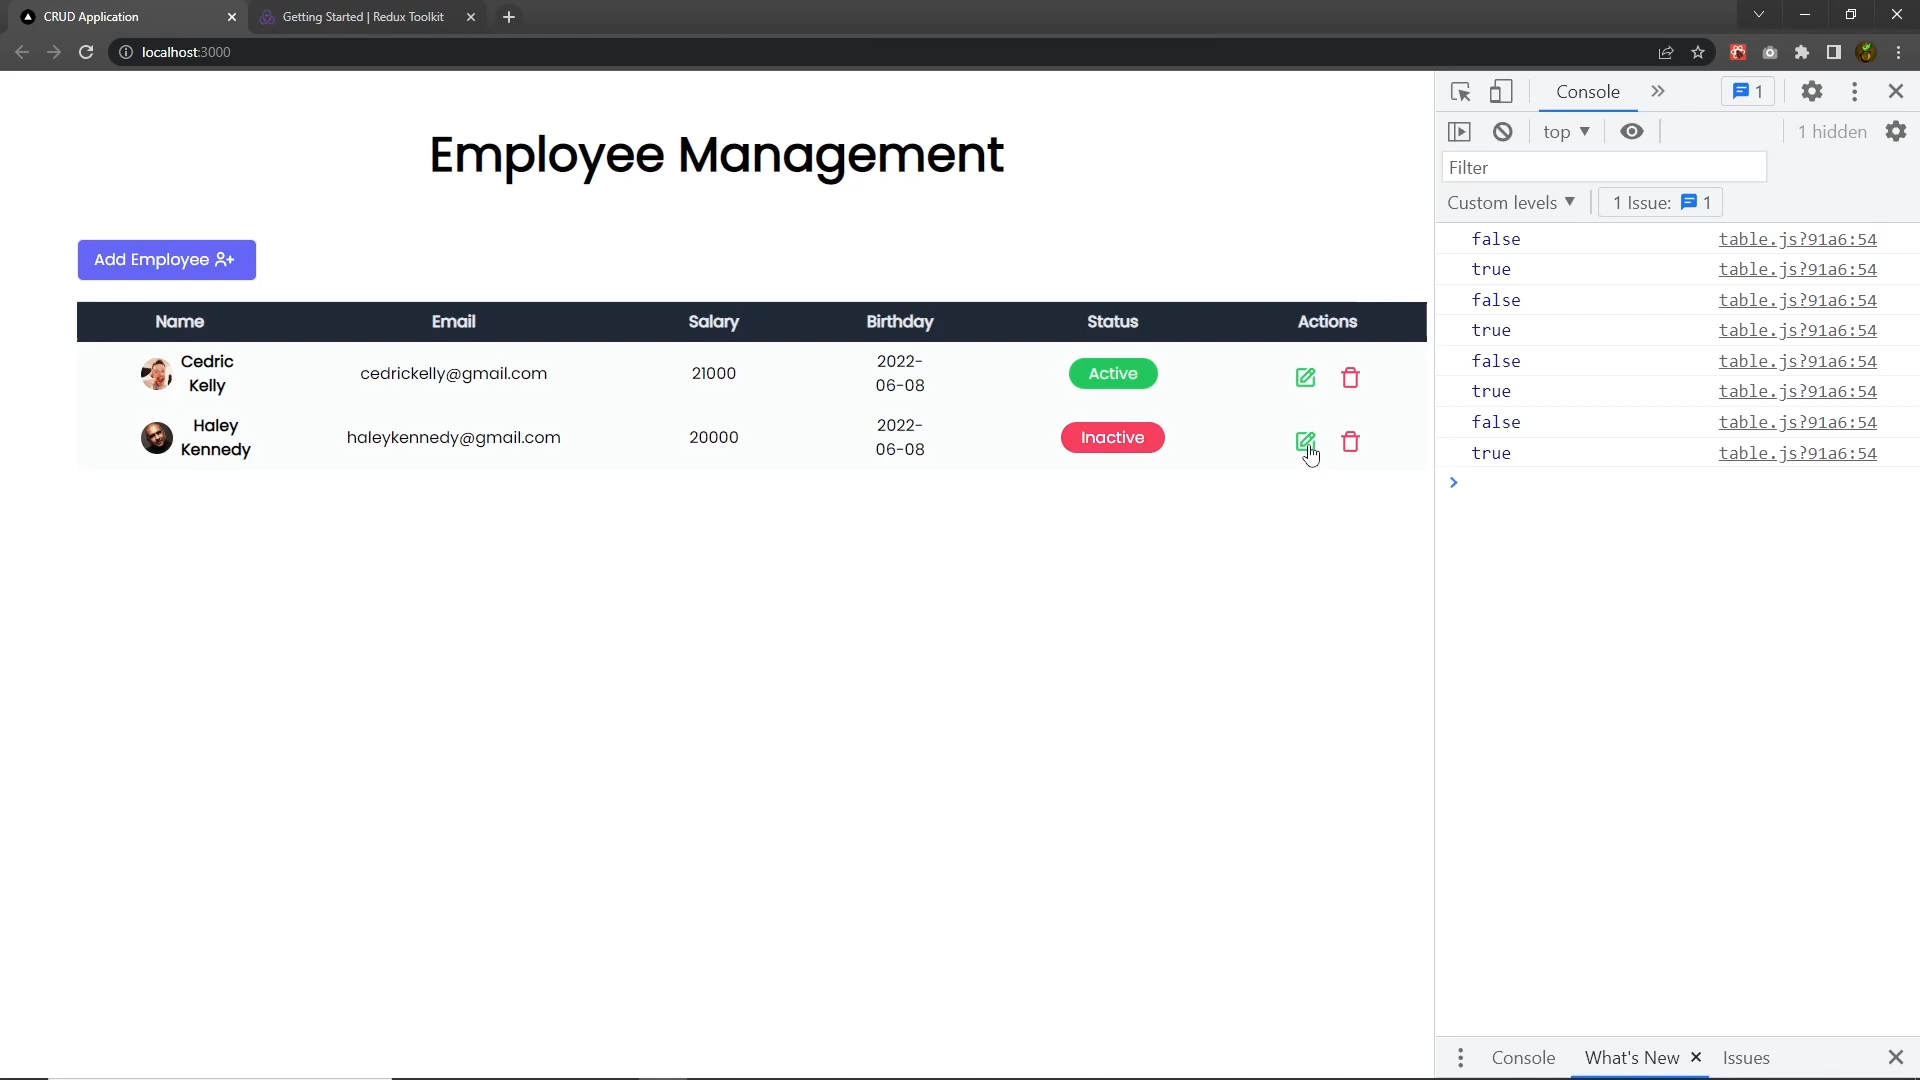 CRUD Application
Getting Started | Redux Toolkit
localhost:3000
Employee Management
Add Employee
Name Email Salary Birthday Status Actions
Cedric
Kelly
cedrickelly@gmail.com
21000
2022-
06-08
Active
Haley
Kennedy
haleykennedy@gmail.com
20000
2022-
06-08
Inactive
Console
1
top
1 hidden
Filter
Custom levels
1 Issue: 1
false table.js?91a6:54
true table.js?91a6:54
false table.js?91a6:54
true table.js?91a6:54
false table.js?91a6:54
true table.js?91a6:54
false table.js?91a6:54
true table.js?91a6:54
Console What's New Issues